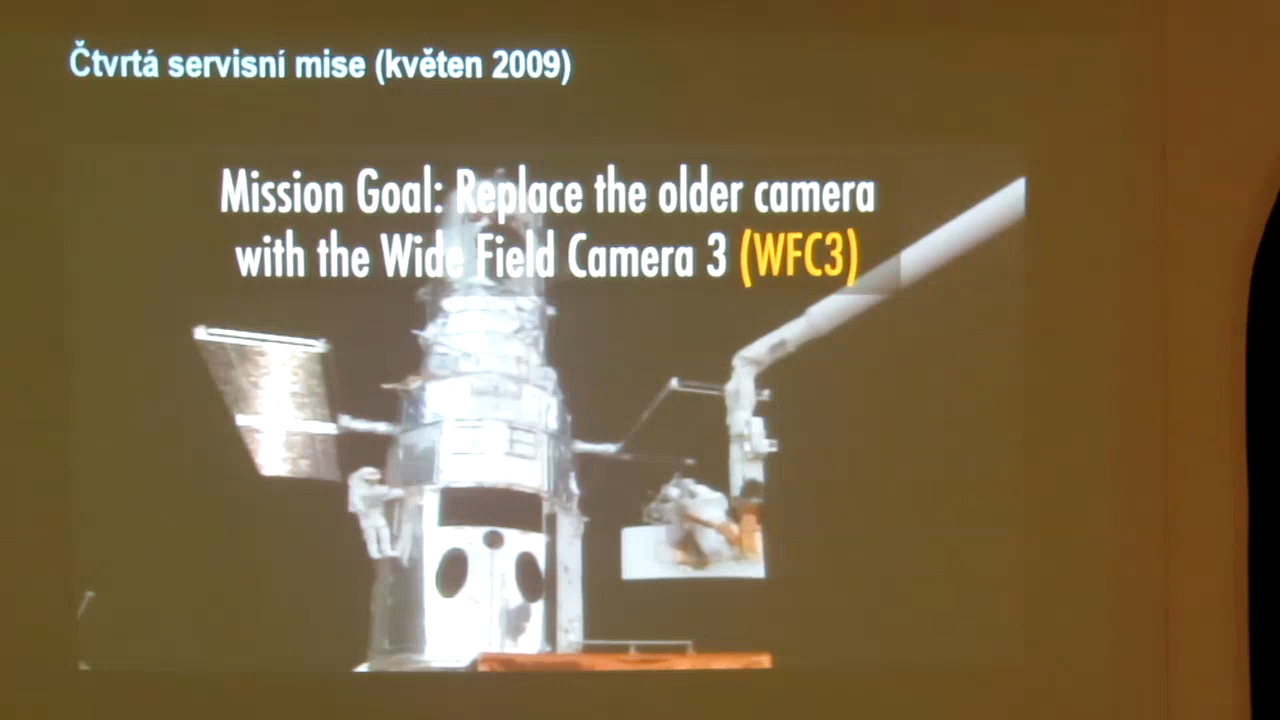 Čtvrtá servisní mise (květen 2009)
Mission Goal: Replace the older camera
with the Wide Field Camera 3 (WFC3)